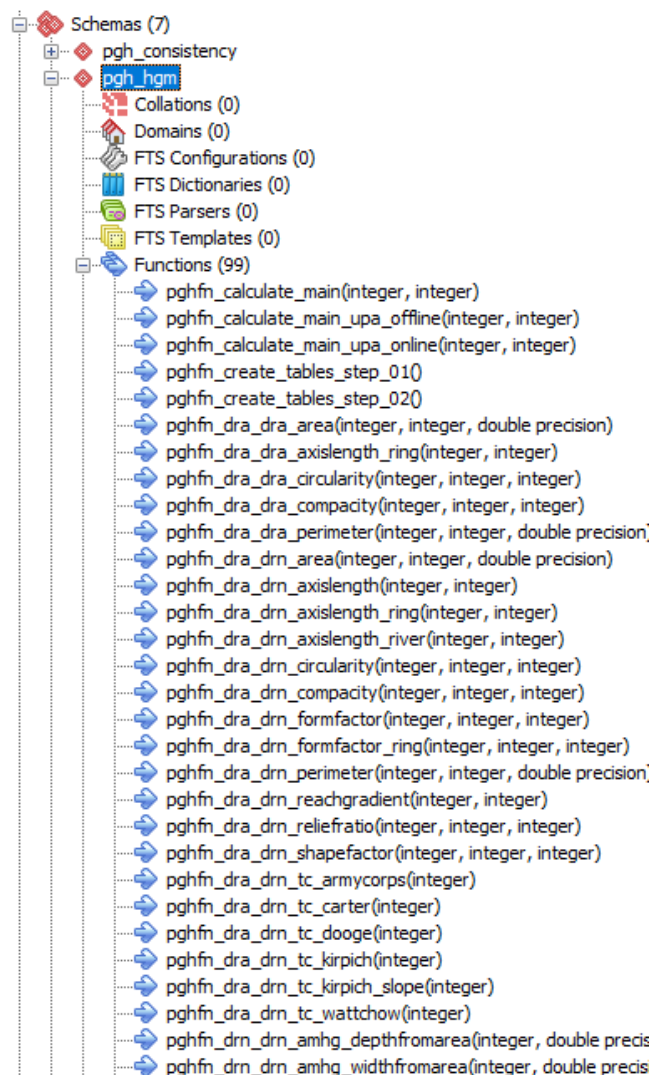 Schemas (7)
pgh_consistency
pgh_hgm
Collations (0)
Domains (0)
FTS Configurations (0)
FTS Dictionaries (0)
FTS Parsers (0)
FTS Templates (0)
Functions (99)
pghfn_calculate_main(integer, integer)
pghfn_calculate_main_upa_offline(integer, integer)
pghfn_calculate_main_upa_online(integer, integer)
pghfn_create_tables_step_01()
pghfn_create_tables_step_02()
pghfn_dra_dra_area(integer, integer, double precision)
pghfn_dra_dra_axislength_ring(integer, integer)
pghfn_dra_dra_circularity(integer, integer, integer)
pghfn_dra_dra_compacity(integer, integer, integer)
pghfn_dra_dra_perimeter(integer, integer, double precision)
pghfn_dra_drn_area(integer, integer, double precision)
pghfn_dra_drn_axislength(integer, integer)
pghfn_dra_drn_axislength_ring(integer, integer)
pghfn_dra_drn_axislength_river(integer, integer)
pghfn_dra_drn_circularity(integer, integer, integer)
pghfn_dra_drn_compacity(integer, integer, integer)
pghfn_dra_drn_formfactor(integer, integer, integer)
pghfn_dra_drn_formfactor_ring(integer, integer, integer)
pghfn_dra_drn_perimeter(integer, integer, double precision)
pghfn_dra_drn_reachgradient(integer, integer)
pghfn_dra_drn_reliefratio(integer, integer, integer)
pghfn_dra_drn_shapefactor(integer, integer, integer)
pghfn_dra_drn_tc_armycorps(integer)
pghfn_dra_drn_tc_carter(integer)
pghfn_dra_drn_tc_dooge(integer)
pghfn_dra_drn_tc_kirpich(integer)
pghfn_dra_drn_tc_kirpich_slope(integer)
pghfn_dra_drn_tc_wattchow(integer)
pghfn_drn_drn_amhg_depthfromarea(integer, double precis
pghfn_drn_drn_amhg_widthfromarea(integer, double precisi